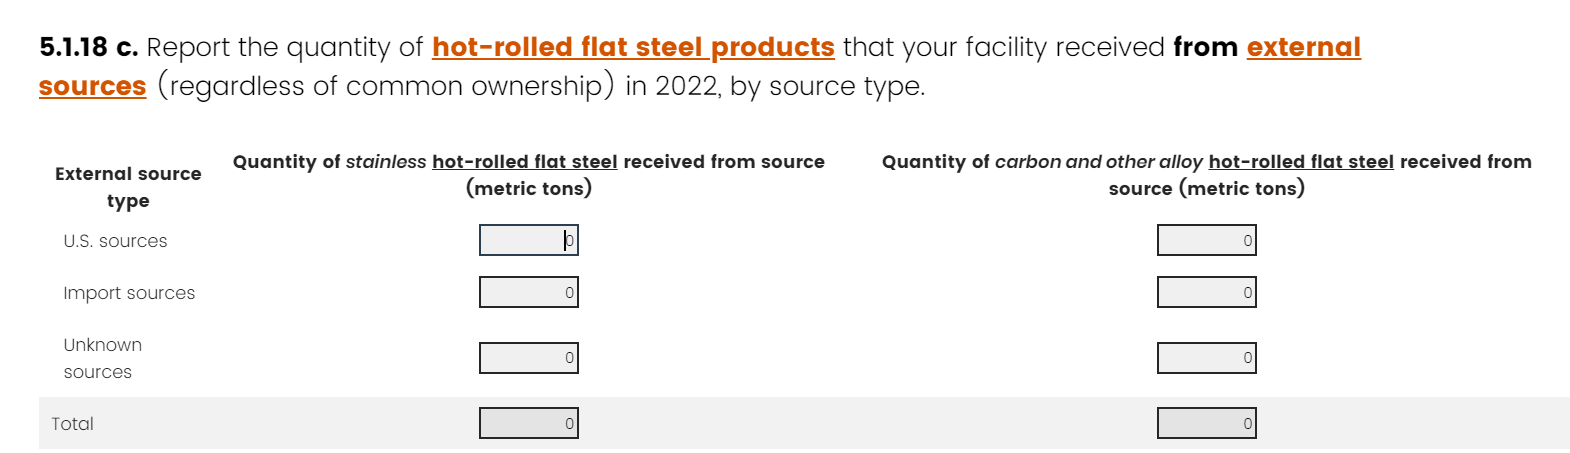 5.1.18 c. Report the quantity of hot-rolled flat steel products that your facility received from external
sources (regardless of common ownership) in 2022, by source type.
External source
type
Quantity of stainless hot-rolled flat steel received from source
(metric tons)
Quantity of carbon and other alloy hot-rolled flat steel received from
source (metric tons)
U.S. sources 0 0
Import sources 0 0
Unknown
sources
0 0
Total 0 0